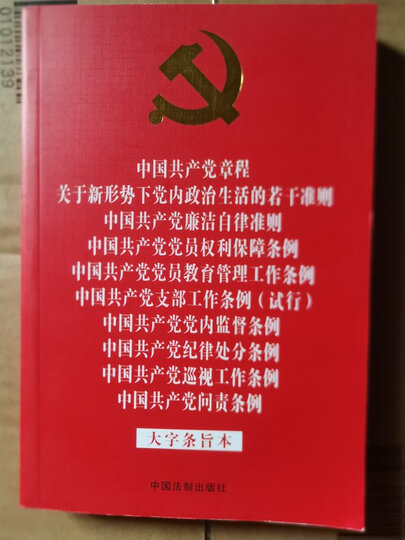 01012139
中国共产党章程
关于新形势下党内政治生活的若干准则
中国共产党廉洁自律准则
中国共产党党员权利保障条例
中国共产党党员教育管理工作条例
中国共产党支部工作条例（试行）
中国共产党党内监督条例
中国共产党纪律处分条例
中国共产党巡视工作条例
中国共产党问责条例
大字条旨本
中国法制出版社